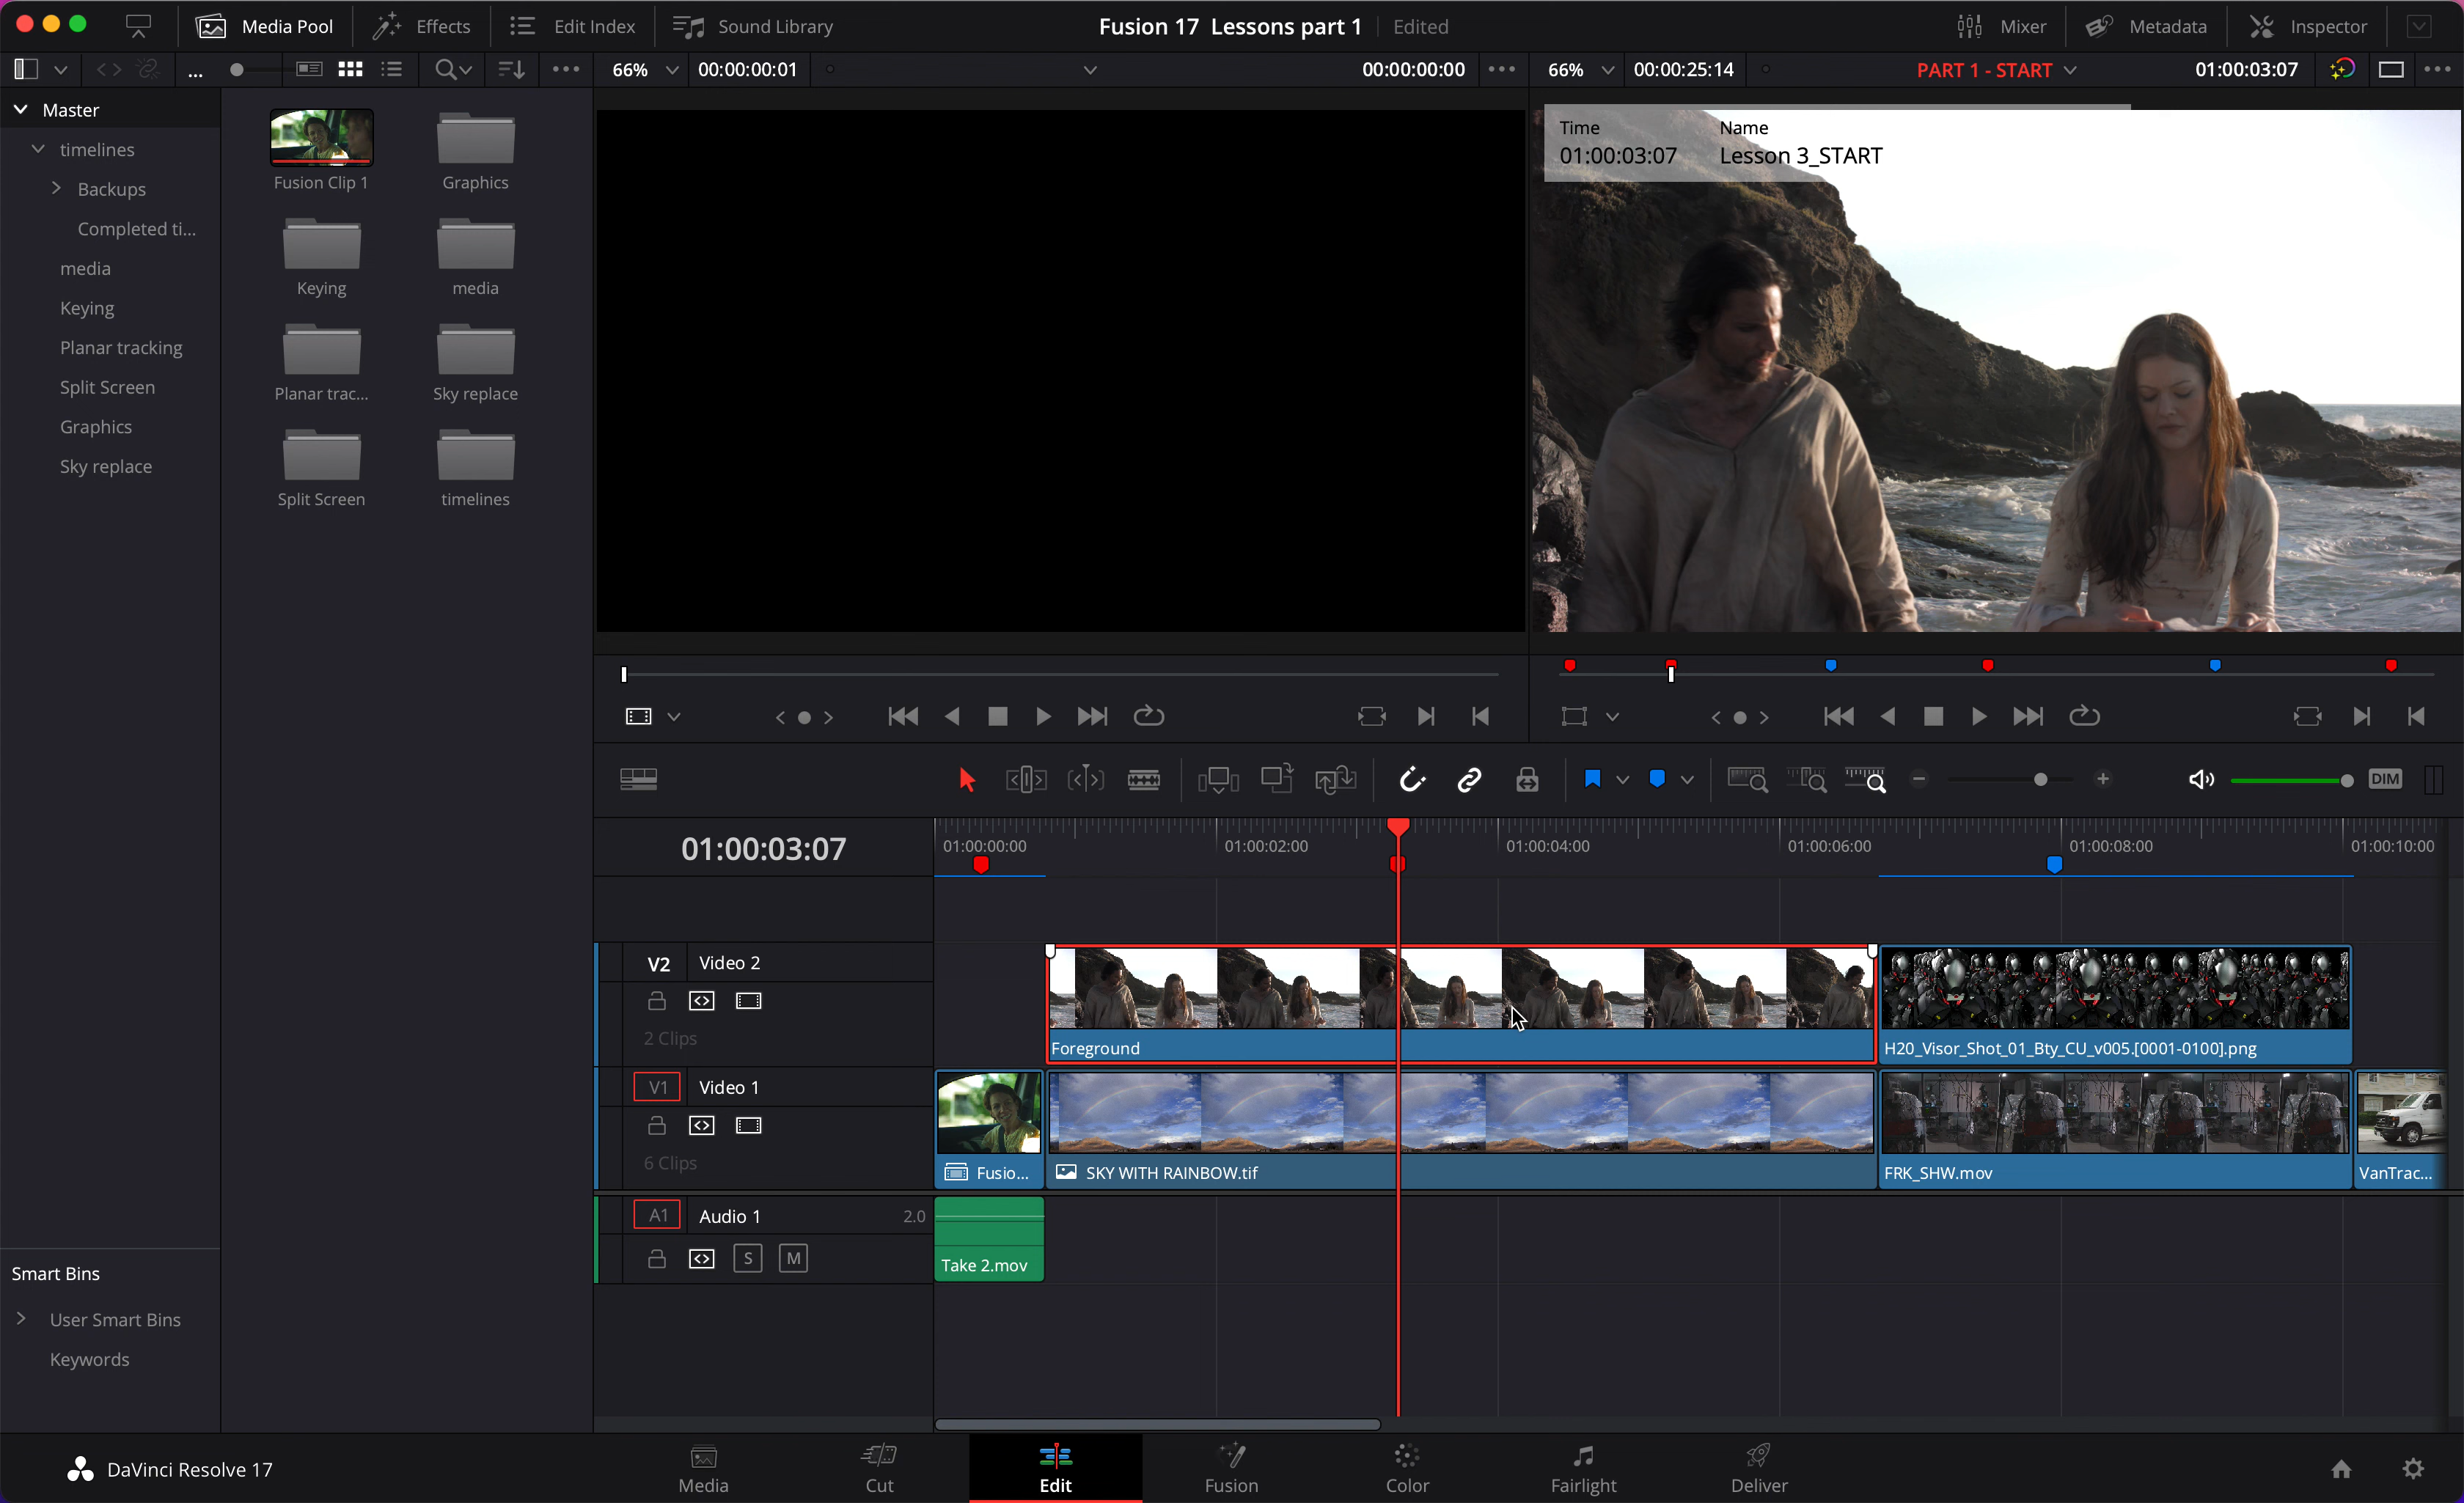 Media Pool
Effects
Edit Index
Sound Library
Fusion 17 Lessons part 1
Edited
Mixer
Metadata
Inspector
66%
00:00:00:01
00:00:00:00
66%
00:00:25:14
PART 1 - START
01:00:03:07
Master
timelines
Backups
Completed ti...
media
Keying
Planar tracking
Split Screen
Graphics
Sky replace
Fusion Clip 1
Graphics
Keying
media
Planar trac...
Sky replace
Split Screen
timelines
Time
Name
01:00:03:07
Lesson 3_START
DIM
01:00:03:07
01:00:00:00
01:00:02:00
01:00:04:00
01:00:06:00
01:00:08:00
01:00:10:00
V2
Video 2
2 Clips
Foreground
H20_Visor_Shot_01_Bty_CU_v005.[0001-0100].png
V1
Video 1
6 Clips
Fusio...
SKY WITH RAINBOW.tif
FRK_SHW.mov
VanTrac...
A1
Audio 1
2.0
S
M
Take 2.mov
Smart Bins
User Smart Bins
Keywords
DaVinci Resolve 17
Media
Cut
Edit
Fusion
Color
Fairlight
Deliver